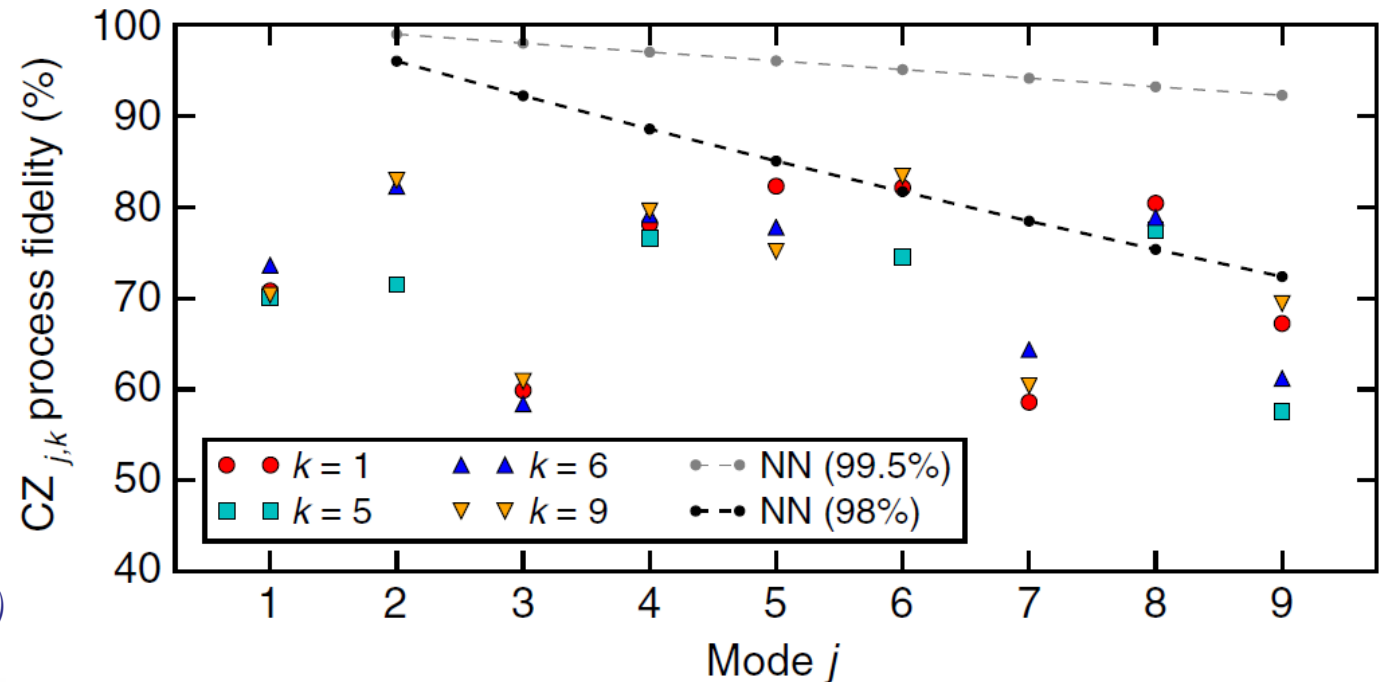 100
90
80
70
60
50
40
CZ j,k process fidelity (%)
k = 1 k = 6 NN (99.5%)
k = 5 k = 9 NN (98%)
)
1 2 3 4 5 6 7 8 9
Mode j